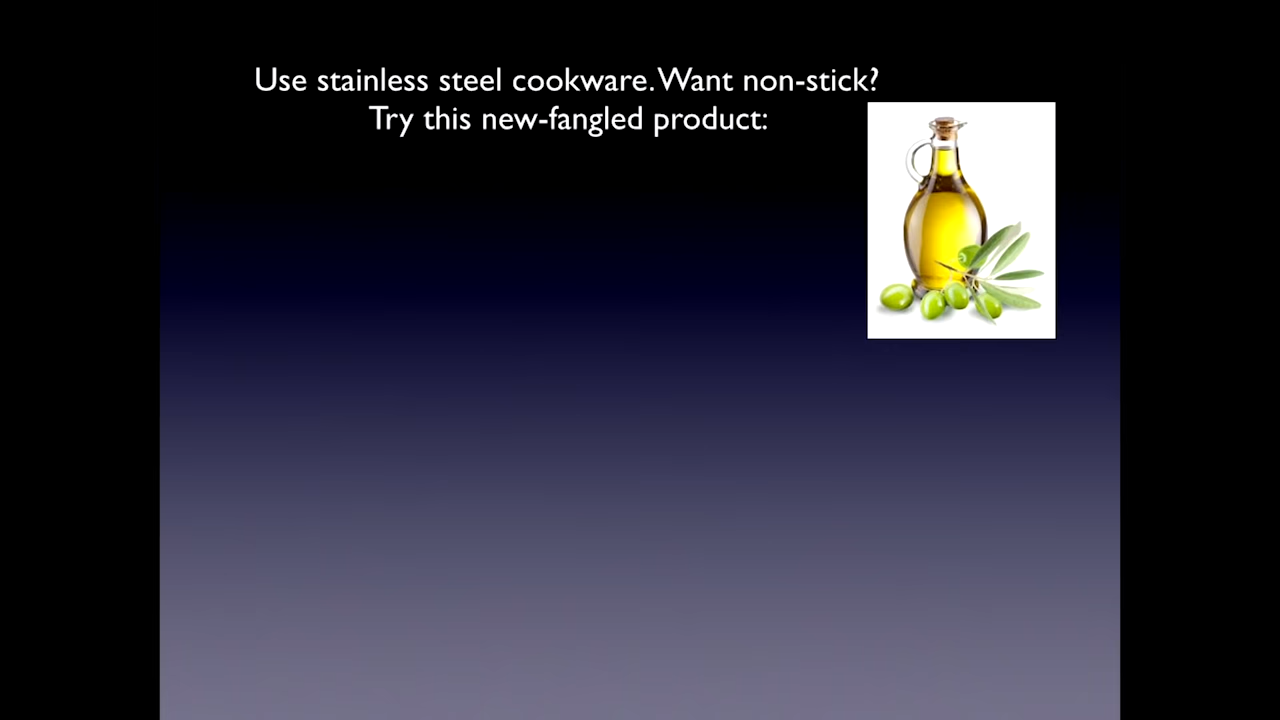 Use stainless steel cookware. Want non-stick?
Try this new-fangled product: